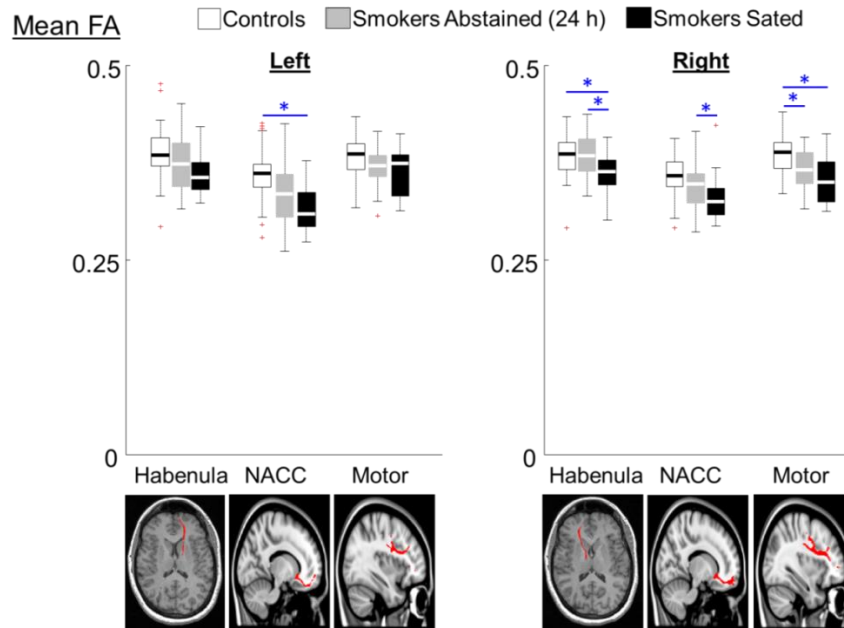 Mean FA
Controls Smokers Abstained (24 h) Smokers Sated
Left
Right
0.5
*
0.25
0
Habenula NACC Motor
0.5
*
*
*
*
*
0.25
0
Habenula NACC Motor